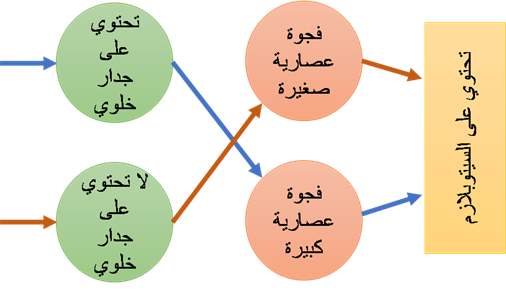 تحتوي
على
جدار
خلوي
فجوة
عصارية
صغيرة
تحتوي على السيتوبلازم
لا تحتوي
على
جدار
خلوي
فجوة
عصارية
كبيرة